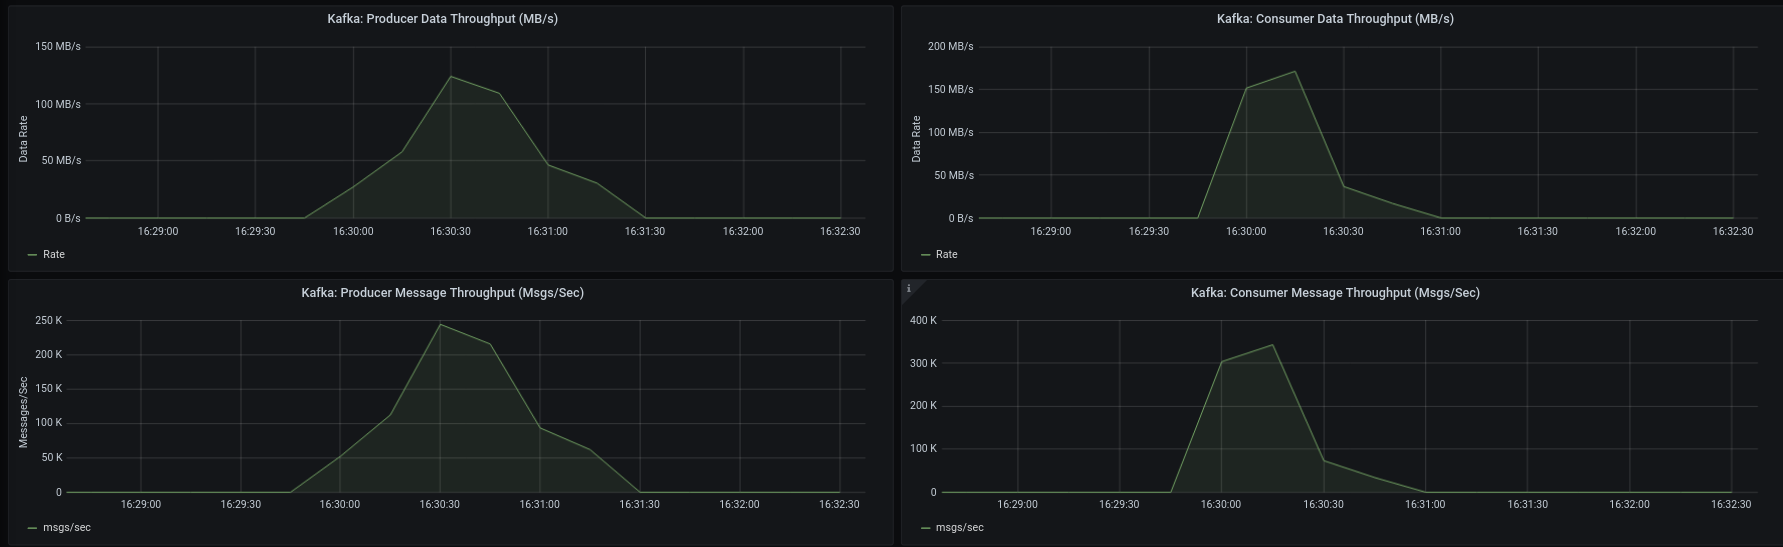 Kafka: Producer Data Throughput (MB/s)
150 MB/s
100 MB/s
50 MB/s
0 B/s
Data Rate
16:29:00 16:29:30 16:30:00 16:30:30 16:31:00 16:31:30 16:32:00 16:32:30
Rate
Kafka: Consumer Data Throughput (MB/s)
200 MB/s
150 MB/s
100 MB/s
50 MB/s
0 B/s
Data Rate
16:29:00 16:29:30 16:30:00 16:30:30 16:31:00 16:31:30 16:32:00 16:32:30
Rate
Kafka: Producer Message Throughput (Msgs/Sec)
250 K
200 K
150 K
100 K
50 K
0
Messages/Sec
16:29:00 16:29:30 16:30:00 16:30:30 16:31:00 16:31:30 16:32:00 16:32:30
msgs/sec
i
Kafka: Consumer Message Throughput (Msgs/Sec)
400 K
300 K
200 K
100 K
0
16:29:00 16:29:30 16:30:00 16:30:30 16:31:00 16:31:30 16:32:00 16:32:30
msgs/sec